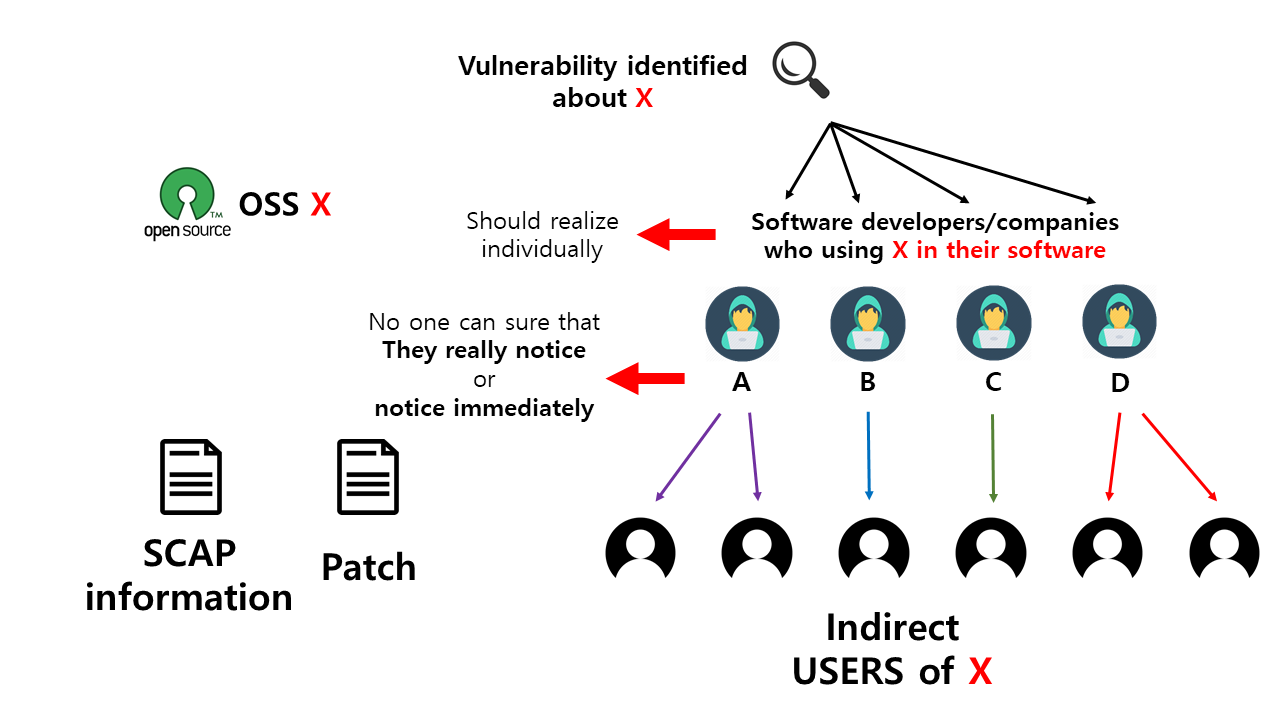 Vulnerability identified
about X
TM
open source
OSS X
Should realize
individually
Software developers/companies
who using X in their software
No one can sure that
They really notice
or
notice immediately
A
B
C
D
SCAP
information
Patch
Indirect
USERS of X